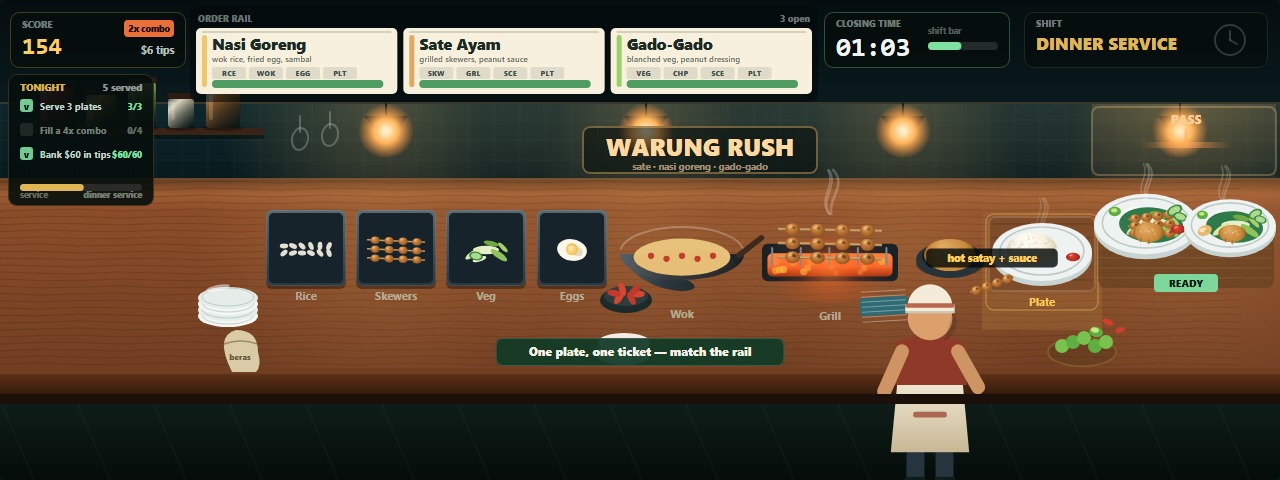 SCORE
2x combo
154
$6 tips
ORDER RAIL
3 open
Nasi Goreng
wok rice, fried egg, sambal
RCE WOK EGG PLT
Sate Ayam
grilled skewers, peanut sauce
SKW GRL SCE PLT
Gado-Gado
blanched veg, peanut dressing
VEG CHP SCE PLT
CLOSING TIME
01:03
shift bar
SHIFT
DINNER SERVICE
TONIGHT
5 served
v Serve 3 plates 3/3
Fill a 4x combo 0/4
v Bank $60 in tips $60/60
service
dinner service
WARUNG RUSH
sate · nasi goreng · gado-gado
PASS
Rice
Skewers
Veg
Eggs
Wok
Grill
hot satay + sauce
Plate
READY
beras
One plate, one ticket — match the rail